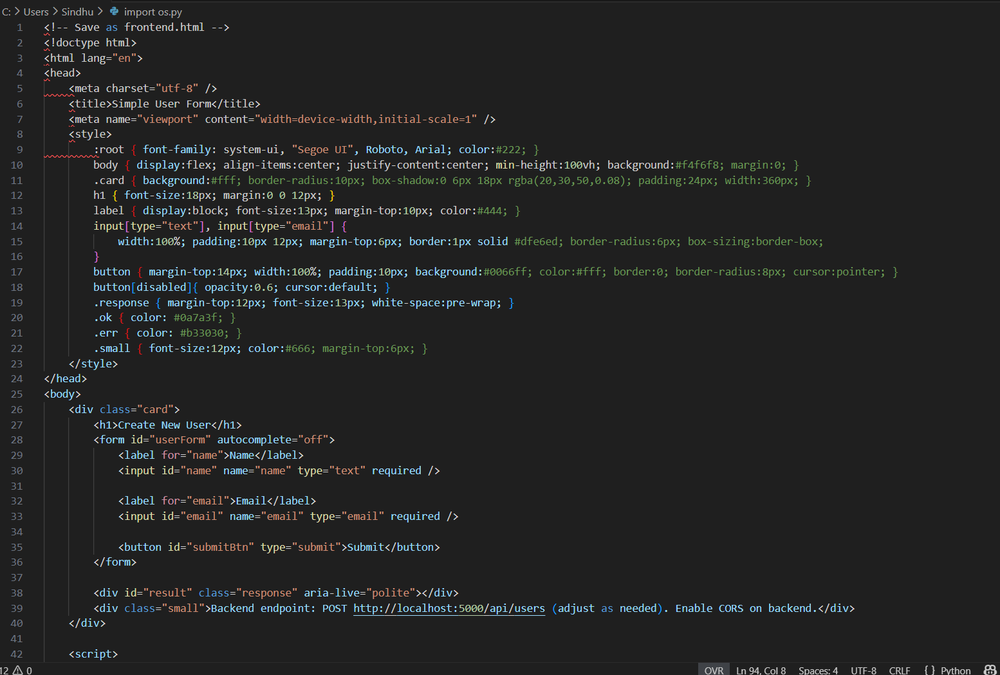 C: > Users > Sindhu > import os.py
1 <!-- Save as frontend.html -->
2 <!doctype html>
3 <html lang="en">
4 <head>
5     <meta charset="utf-8" />
6     <title>Simple User Form</title>
7     <meta name="viewport" content="width=device-width,initial-scale=1" />
8     <style>
9         :root { font-family: system-ui, "Segoe UI", Roboto, Arial; color:#222; }
10         body { display:flex; align-items:center; justify-content:center; min-height:100vh; background:#f4f6f8; margin:0; }
11         .card { background:#fff; border-radius:10px; box-shadow:0 6px 18px rgba(20,30,50,0.08); padding:24px; width:360px; }
12         h1 { font-size:18px; margin:0 0 12px; }
13         label { display:block; font-size:13px; margin-top:10px; color:#444; }
14         input[type="text"], input[type="email"] {
15             width:100%; padding:10px 12px; margin-top:6px; border:1px solid #dfe6ed; border-radius:6px; box-sizing:border-box;
16         }
17         button { margin-top:14px; width:100%; padding:10px; background:#0066ff; color:#fff; border:0; border-radius:8px; cursor:pointer; }
18         button[disabled]{ opacity:0.6; cursor:default; }
19         .response { margin-top:12px; font-size:13px; white-space:pre-wrap; }
20         .ok { color: #0a7a3f; }
21         .err { color: #b33030; }
22         .small { font-size:12px; color:#666; margin-top:6px; }
23     </style>
24 </head>
25 <body>
26     <div class="card">
27         <h1>Create New User</h1>
28         <form id="userForm" autocomplete="off">
29             <label for="name">Name</label>
30             <input id="name" name="name" type="text" required />
31
32             <label for="email">Email</label>
33             <input id="email" name="email" type="email" required />
34
35             <button id="submitBtn" type="submit">Submit</button>
36         </form>
37
38         <div id="result" class="response" aria-live="polite"></div>
39         <div class="small">Backend endpoint: POST http://localhost:5000/api/users (adjust as needed). Enable CORS on backend.</div>
40     </div>
41
42     <script>
12 0 OVR Ln 94, Col 8 Spaces: 4 UTF-8 CRLF { } Python